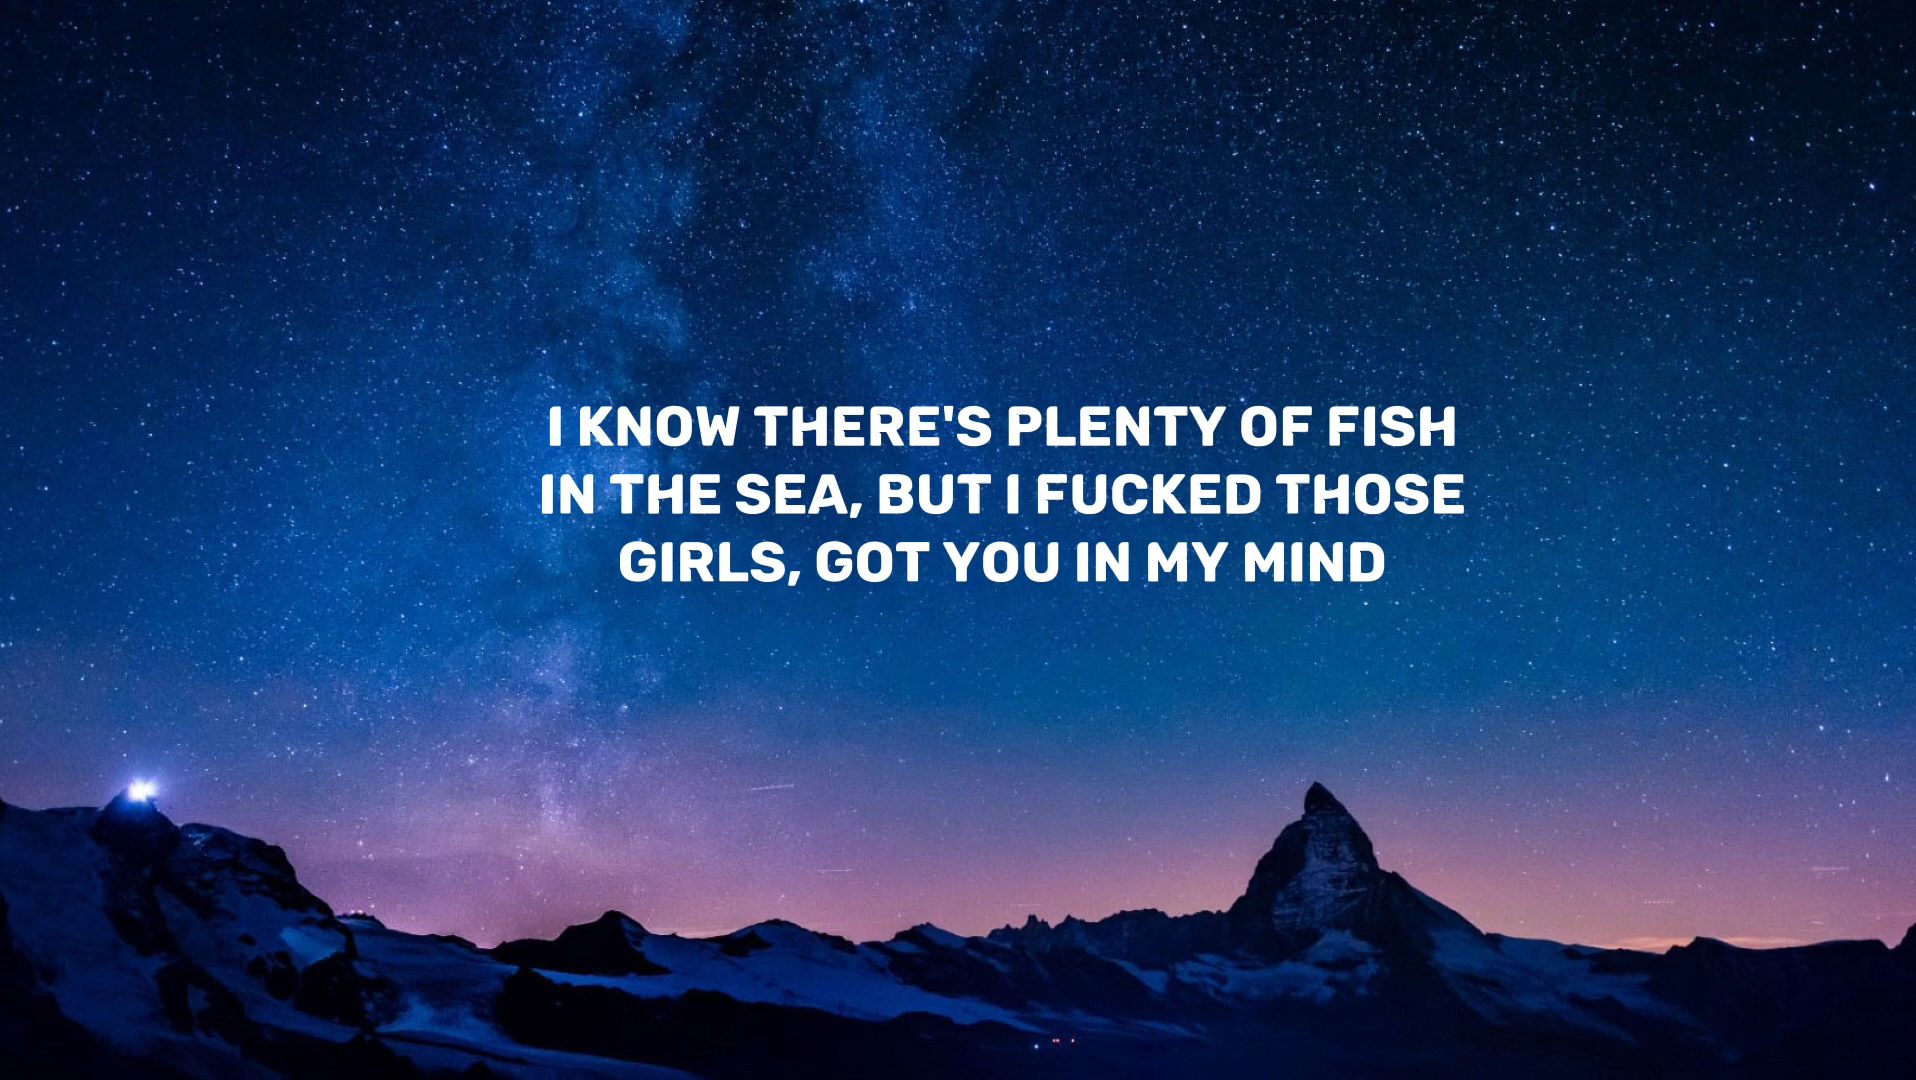 I KNOW THERE'S PLENTY OF FISH
IN THE SEA, BUT I FUCKED THOSE
GIRLS, GOT YOU IN MY MIND